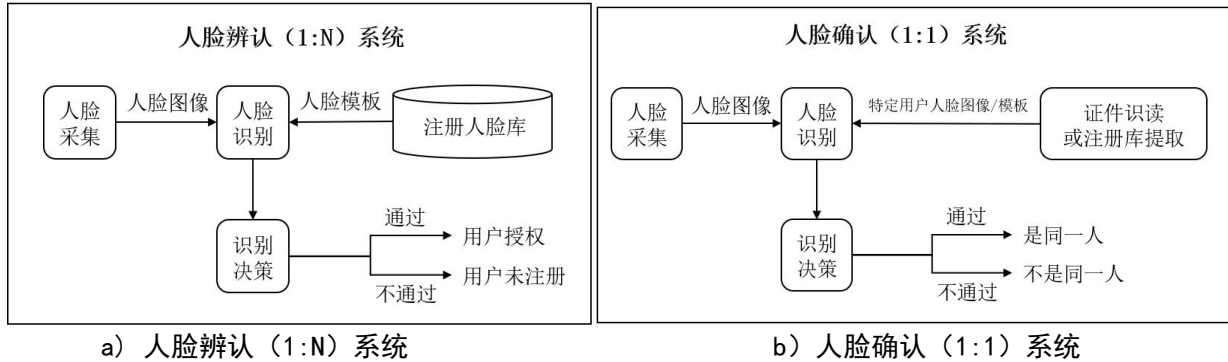 人脸辨认（1:N）系统
人脸
采集
人脸图像
人脸
识别
人脸模板
注册人脸库
识别
决策
通过
用户授权
用户未注册
不通过
a） 人脸辨认（1:N）系统
人脸确认（1:1）系统
人脸
采集
人脸图像
人脸
识别
特定用户人脸图像/模板
证件识读
或注册库提取
识别
决策
通过
是同一人
不是同一人
不通过
b）人脸确认（1:1）系统